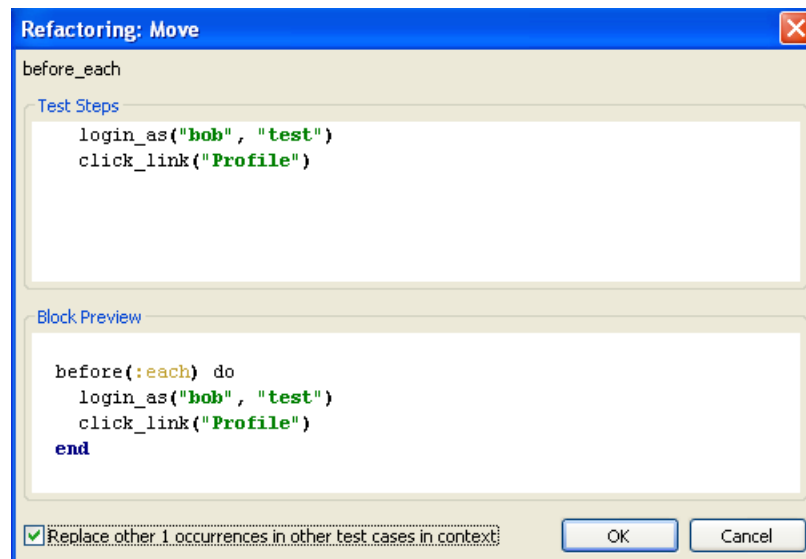 Refactoring: Move
before_each
Test Steps
login_as("bob", "test")
click_link("Profile")
Block Preview
before(:each) do
login_as("bob", "test")
click_link("Profile")
end
Replace other 1 occurrences in other test cases in context
OK
Cancel